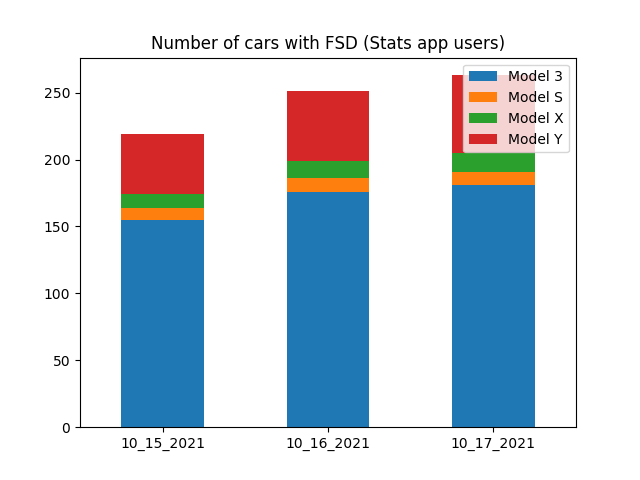 Number of cars with FSD (Stats app users)
Model 3
Model S
Model X
Model Y
250
200
150
100
50
0
10_15_2021 10_16_2021 10_17_2021